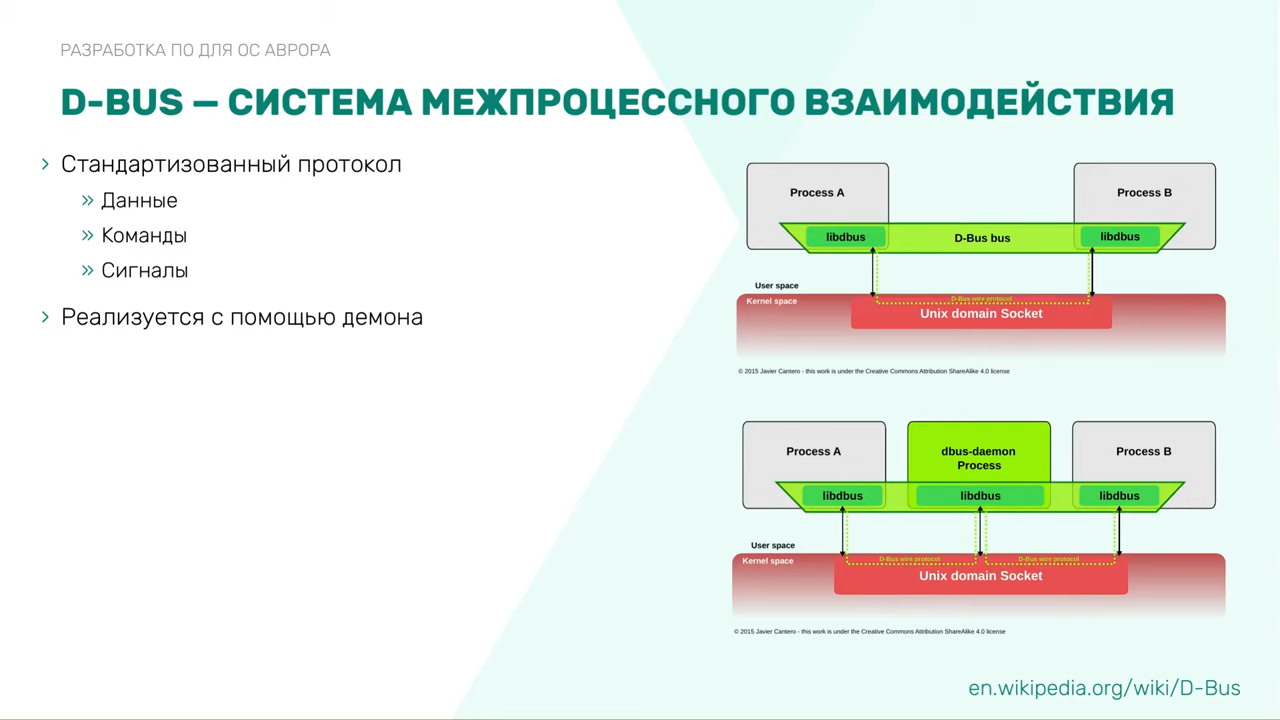 РАЗРАБОТКА ПО ДЛЯ ОС АВРОРА
D-BUS — СИСТЕМА МЕЖПРОЦЕССНОГО ВЗАИМОДЕЙСТВИЯ
› Стандартизованный протокол
» Данные
» Команды
» Сигналы
› Реализуется с помощью демона
Process A
Process B
libdbus
D-Bus bus
libdbus
User space
Kernel space
D-Bus wire protocol
Unix domain Socket
© 2015 Javier Cantero - this work is under the Creative Commons Attribution ShareAlike 4.0 license
Process A
dbus-daemon
Process
Process B
libdbus
libdbus
libdbus
User space
Kernel space
D-Bus wire protocol
D-Bus wire protocol
Unix domain Socket
© 2015 Javier Cantero - this work is under the Creative Commons Attribution ShareAlike 4.0 license
en.wikipedia.org/wiki/D-Bus